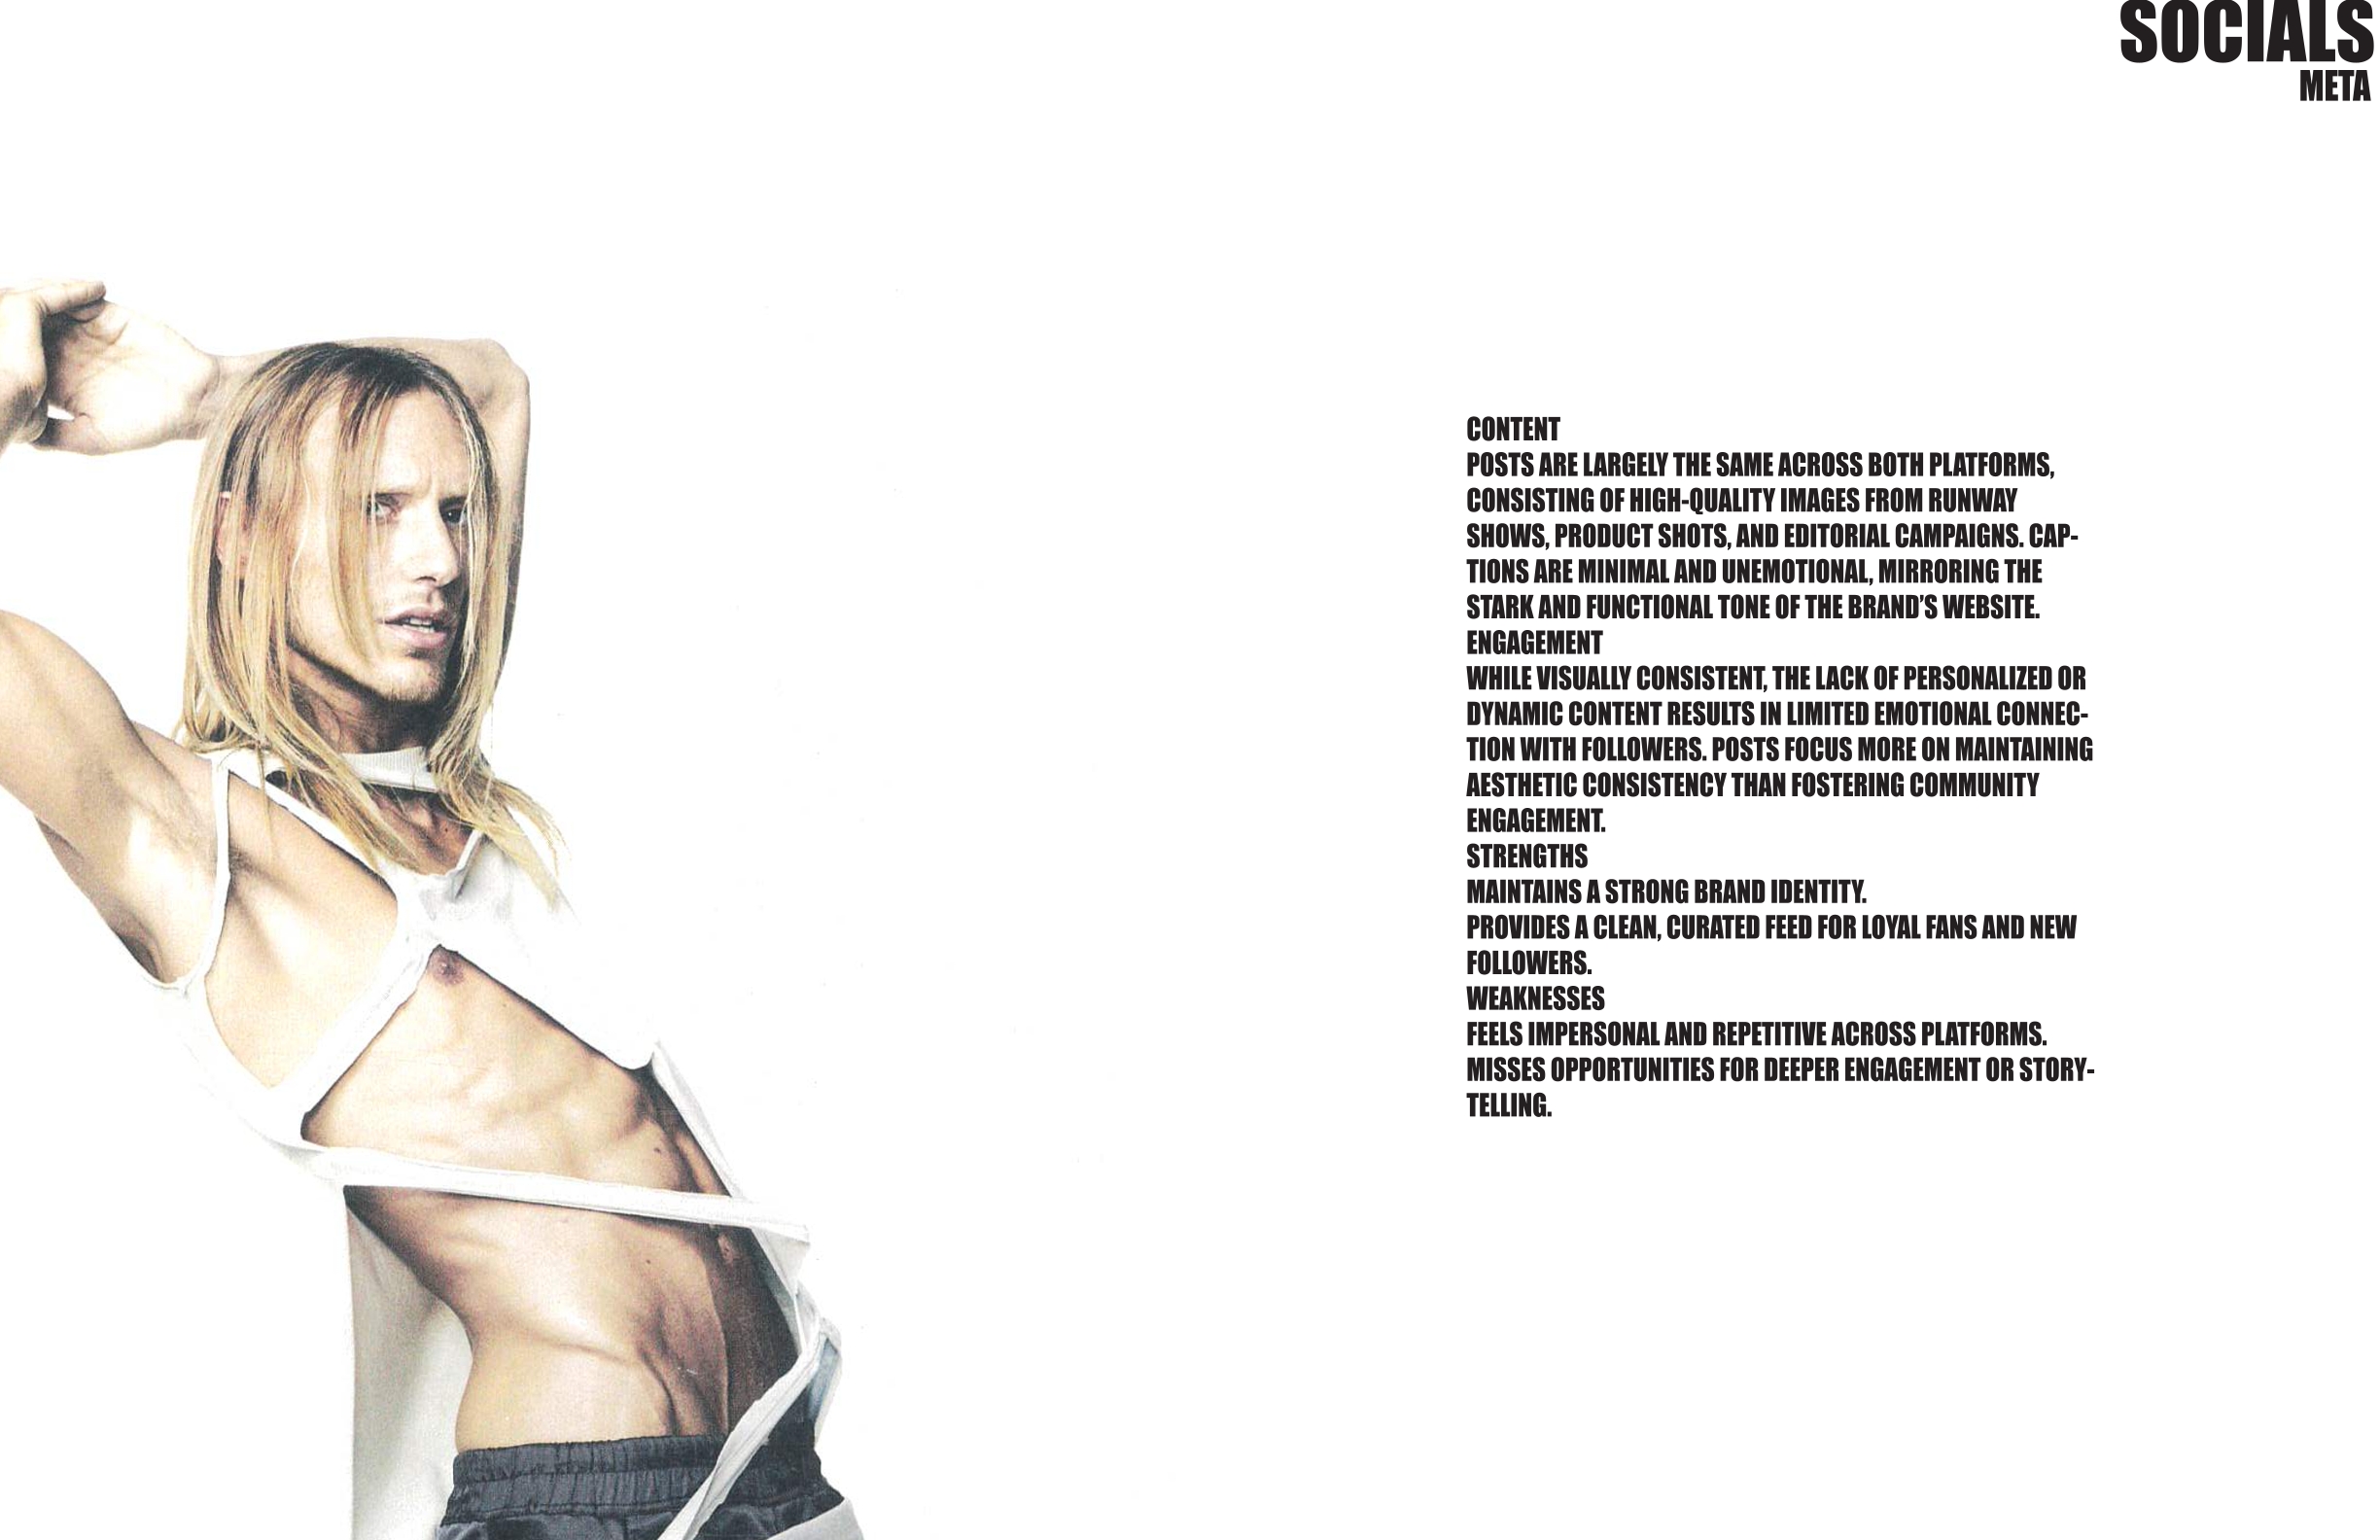 SOCIALS
META
CONTENT
POSTS ARE LARGELY THE SAME ACROSS BOTH PLATFORMS,
CONSISTING OF HIGH-QUALITY IMAGES FROM RUNWAY
SHOWS, PRODUCT SHOTS, AND EDITORIAL CAMPAIGNS. CAP-
TIONS ARE MINIMAL AND UNEMOTIONAL, MIRRORING THE
STARK AND FUNCTIONAL TONE OF THE BRAND’S WEBSITE.
ENGAGEMENT
WHILE VISUALLY CONSISTENT, THE LACK OF PERSONALIZED OR
DYNAMIC CONTENT RESULTS IN LIMITED EMOTIONAL CONNEC-
TION WITH FOLLOWERS. POSTS FOCUS MORE ON MAINTAINING
AESTHETIC CONSISTENCY THAN FOSTERING COMMUNITY
ENGAGEMENT.
STRENGTHS
MAINTAINS A STRONG BRAND IDENTITY.
PROVIDES A CLEAN, CURATED FEED FOR LOYAL FANS AND NEW
FOLLOWERS.
WEAKNESSES
FEELS IMPERSONAL AND REPETITIVE ACROSS PLATFORMS.
MISSES OPPORTUNITIES FOR DEEPER ENGAGEMENT OR STORY-
TELLING.